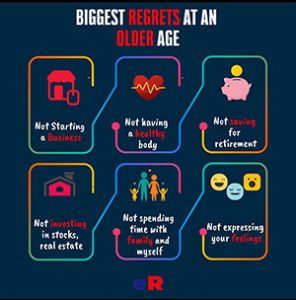 BIGGEST REGRETS AT AN
OLDER AGE
Not Starting
a Business
Not having
a healthy
body
Not saving
for
retirement
Not investing
in stocks,
real estate
Not spending
time with
family and
myself
Not expressing
your feelings
eR